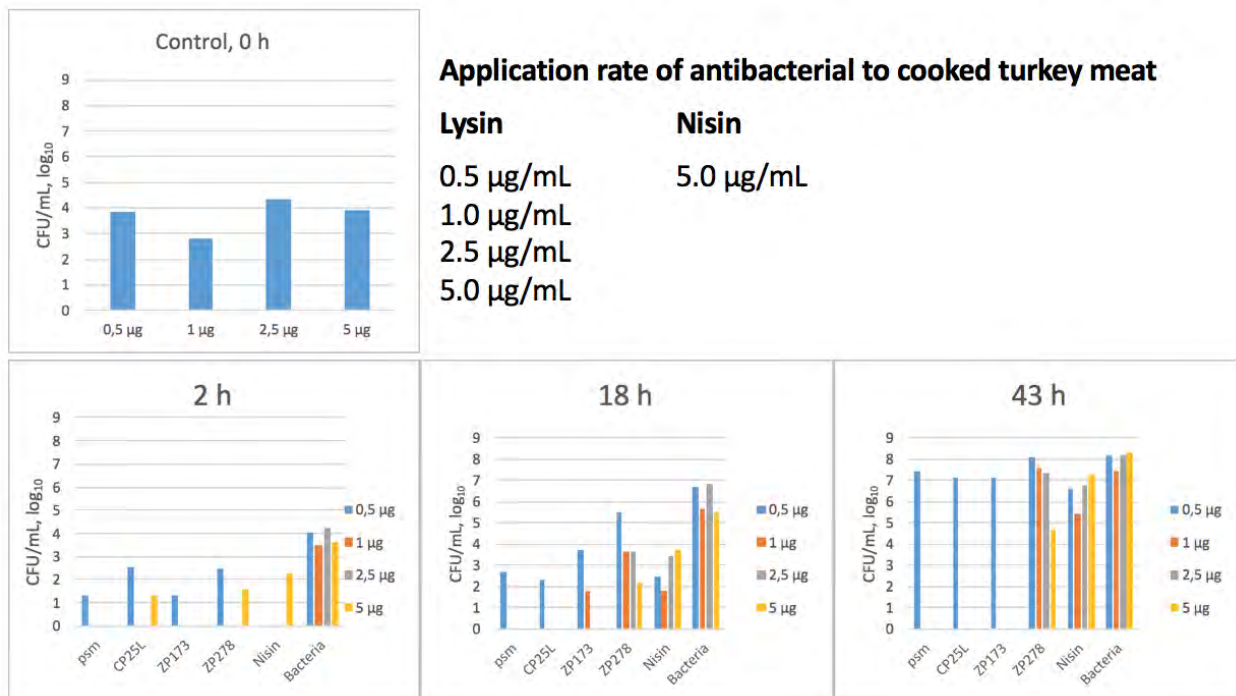 Control, 0 h
9
8
7
6
5
4
3
2
1
0
CFU/mL, log₁₀
0,5 µg 1 µg 2,5 µg 5 µg
Application rate of antibacterial to cooked turkey meat
Lysin Nisin
0.5 µg/mL 5.0 µg/mL
1.0 µg/mL
2.5 µg/mL
5.0 µg/mL
2 h
9
8
7
6
5
4
3
2
1
0
CFU/mL, log₁₀
psm CP25L ZP173 ZP278 Nisin Bacteria
0,5 µg
1 µg
2,5 µg
5 µg
18 h
9
8
7
6
5
4
3
2
1
0
CFU/mL, log₁₀
psm CP25L ZP173 ZP278 Nisin Bacteria
0,5 µg
1 µg
2,5 µg
5 µg
43 h
9
8
7
6
5
4
3
2
1
0
CFU/mL, log₁₀
psm CP25L ZP173 ZP278 Nisin Bacteria
0,5 µg
1 µg
2,5 µg
5 µg